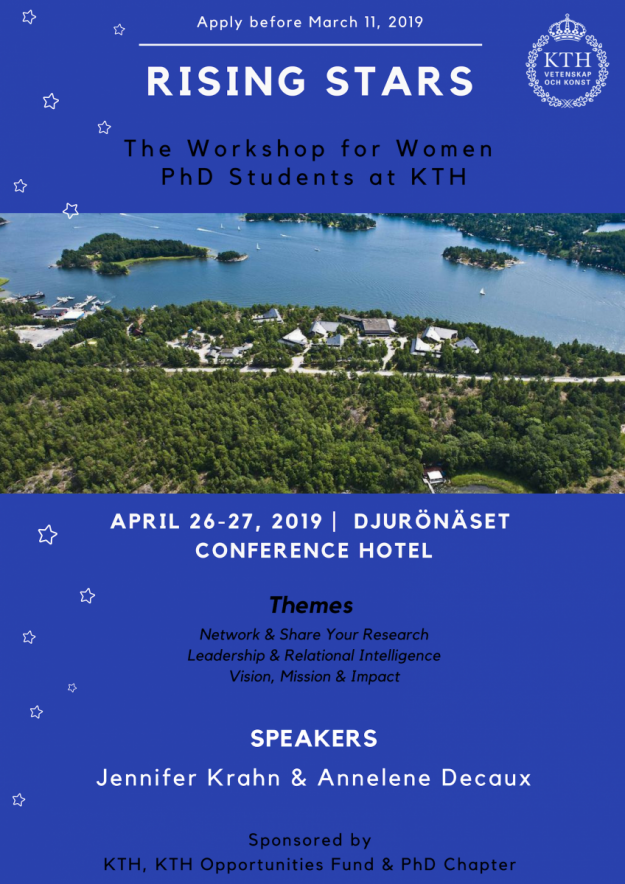 Apply before March 11, 2019
RISING STARS
KTH
VETENSKAP
OCH KONST
The Workshop for Women
PhD Students at KTH
APRIL 26-27, 2019 | DJURÖNÄSET
CONFERENCE HOTEL
Themes
Network & Share Your Research
Leadership & Relational Intelligence
Vision, Mission & Impact
SPEAKERS
Jennifer Krahn & Annelene Decaux
Sponsored by
KTH, KTH Opportunities Fund & PhD Chapter